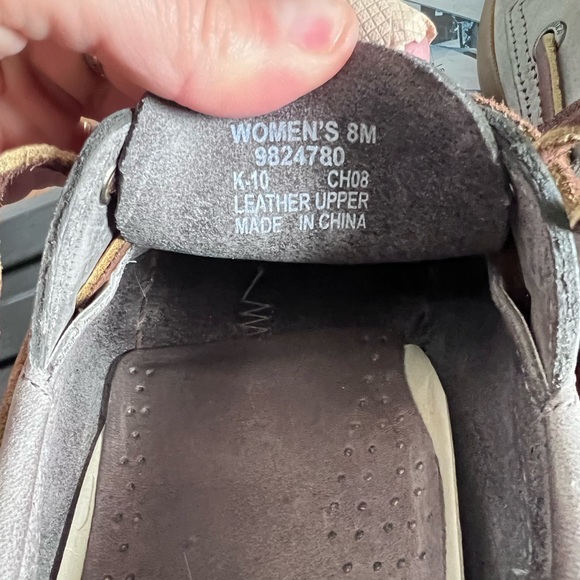 WOMEN'S 8M
9824780
K-10 CH08
LEATHER UPPER
MADE IN CHINA